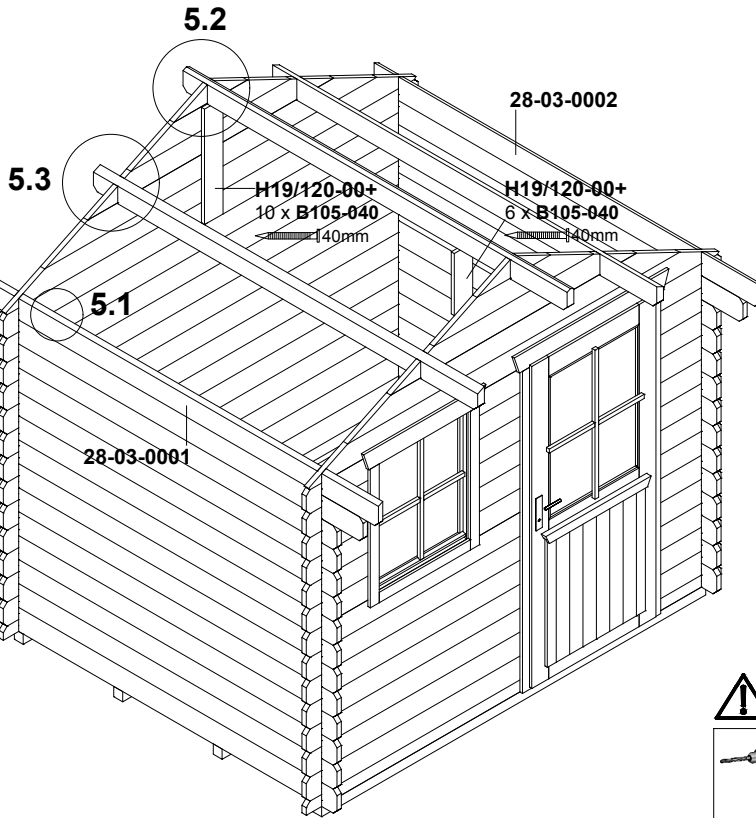 5.2
28-03-0002
5.3
H19/120-00+
10 x B105-040
40mm
H19/120-00+
6 x B105-040
40mm
5.1
28-03-0001